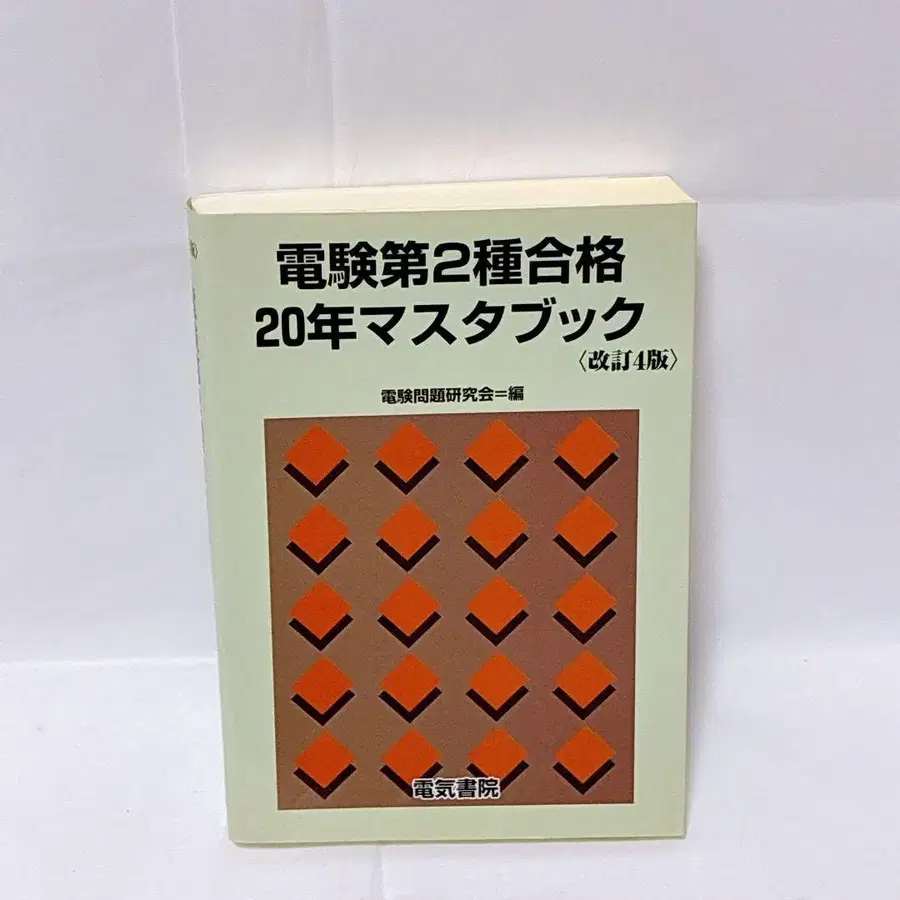 電験第2種合格
20年マスタブック
〈改訂4版〉
電験問題研究会=編
電気書院